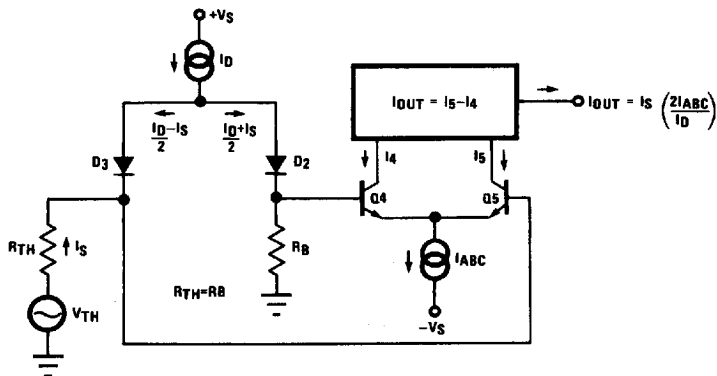 +VS
ID
ID/2 – IS
ID/2 + IS
D3
D2
IOUT = I5–I4
IOUT = IS (2IABC/ID)
I4
I5
Q4
Q5
RTH
IS
RB
IABC
RTH=RB
VTH
–VS